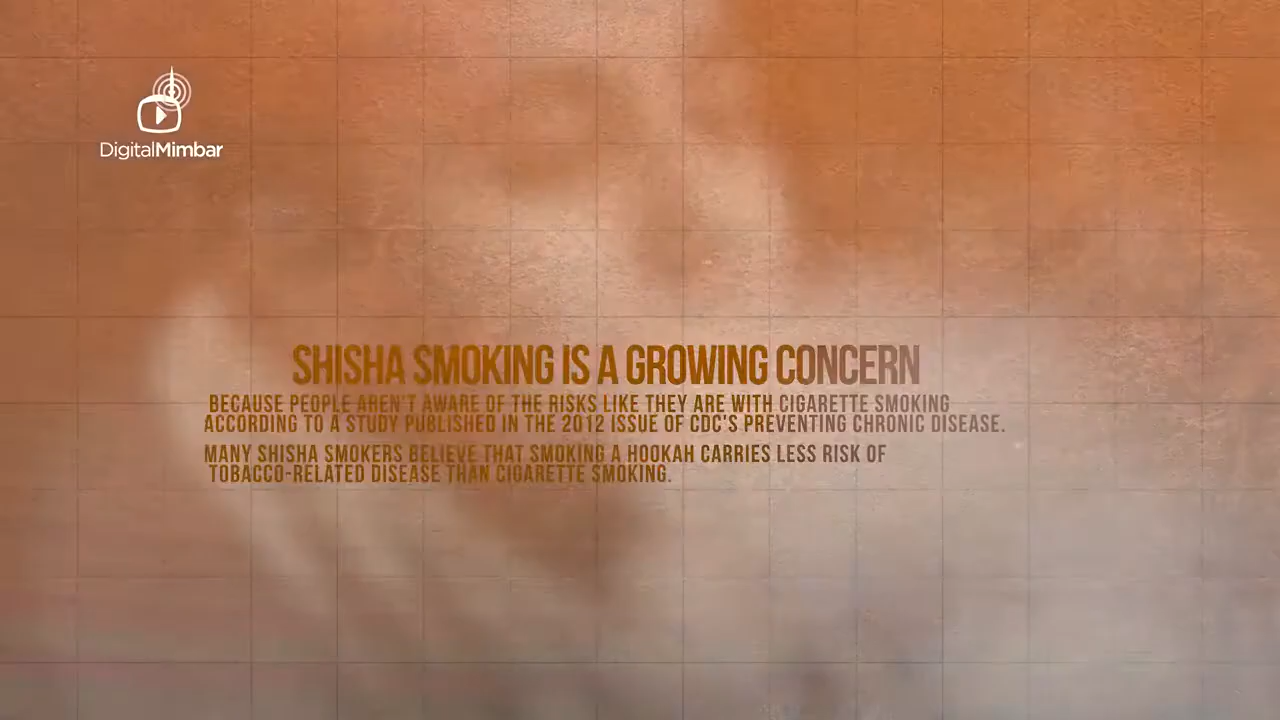 DigitalMimbar
SHISHA SMOKING IS A GROWING CONCERN
BECAUSE PEOPLE AREN'T AWARE OF THE RISKS LIKE THEY ARE WITH CIGARETTE SMOKING
ACCORDING TO A STUDY PUBLISHED IN THE 2012 ISSUE OF CDC'S PREVENTING CHRONIC DISEASE.
MANY SHISHA SMOKERS BELIEVE THAT SMOKING A HOOKAH CARRIES LESS RISK OF
TOBACCO-RELATED DISEASE THAN CIGARETTE SMOKING.